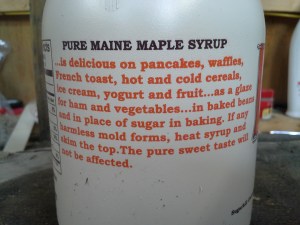 PURE MAINE MAPLE SYRUP
...is delicious on pancakes, waffles,
French toast, hot and cold cereals,
ice cream, yogurt and fruit...as a glaze
for ham and vegetables...in baked beans
and in place of sugar in baking. If any
harmless mold forms, heat syrup and
skim the top.The pure sweet taste will
not be affected.